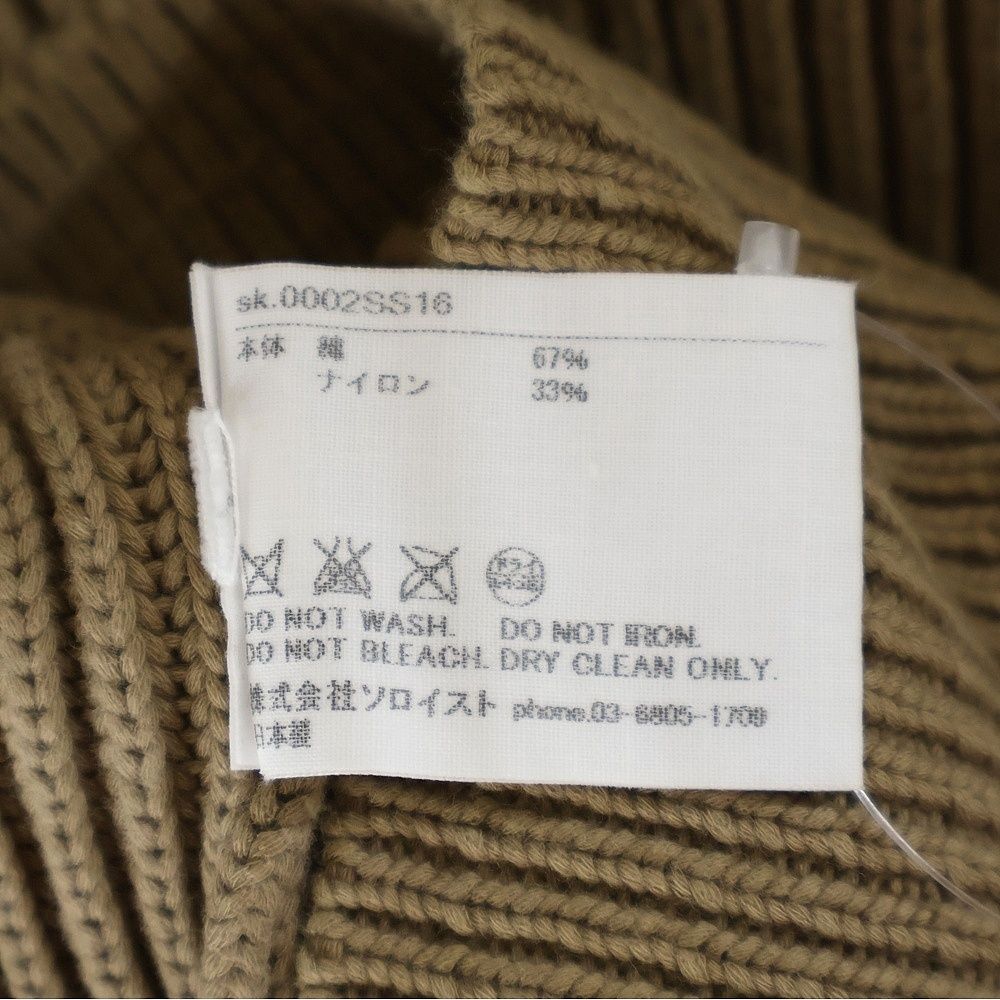 sk.0002SS16
本体 綿 67%
ナイロン 33%
DO NOT WASH. DO NOT IRON.
DO NOT BLEACH. DRY CLEAN ONLY.
株式会社ソロイスト phone.03-6805-1709
日本製